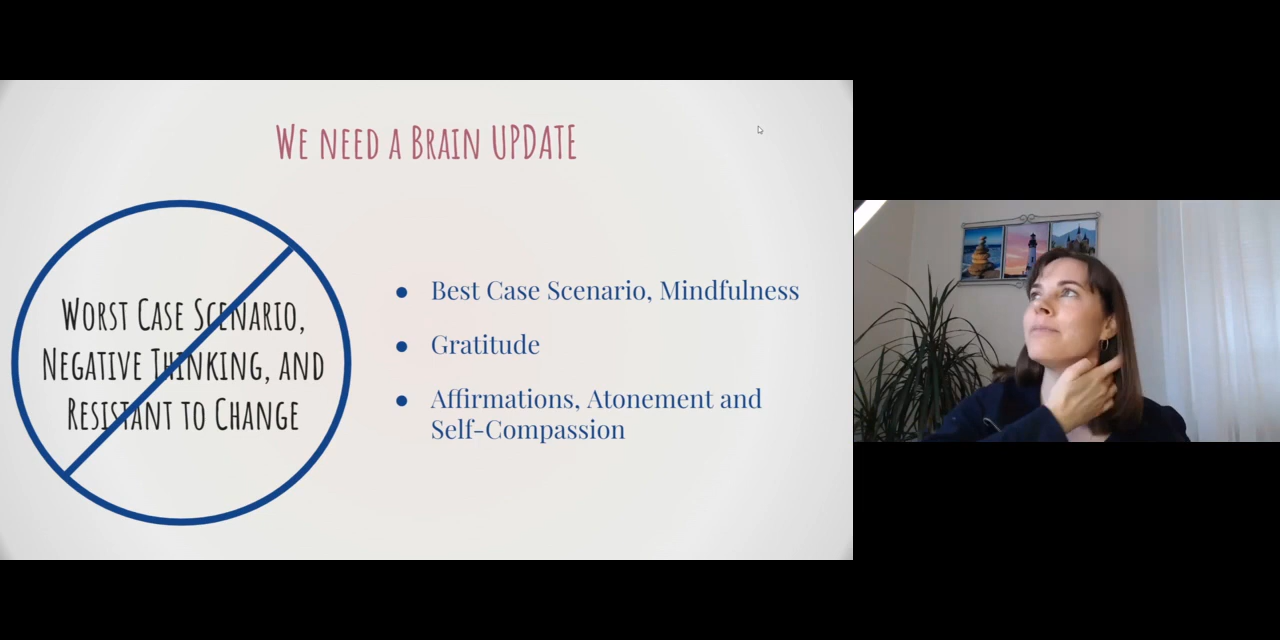 We need a Brain UPDATE
Worst Case Scenario,
Negative Thinking, and
Resistant to Change
● Best Case Scenario, Mindfulness
● Gratitude
● Affirmations, Atonement and
Self-Compassion